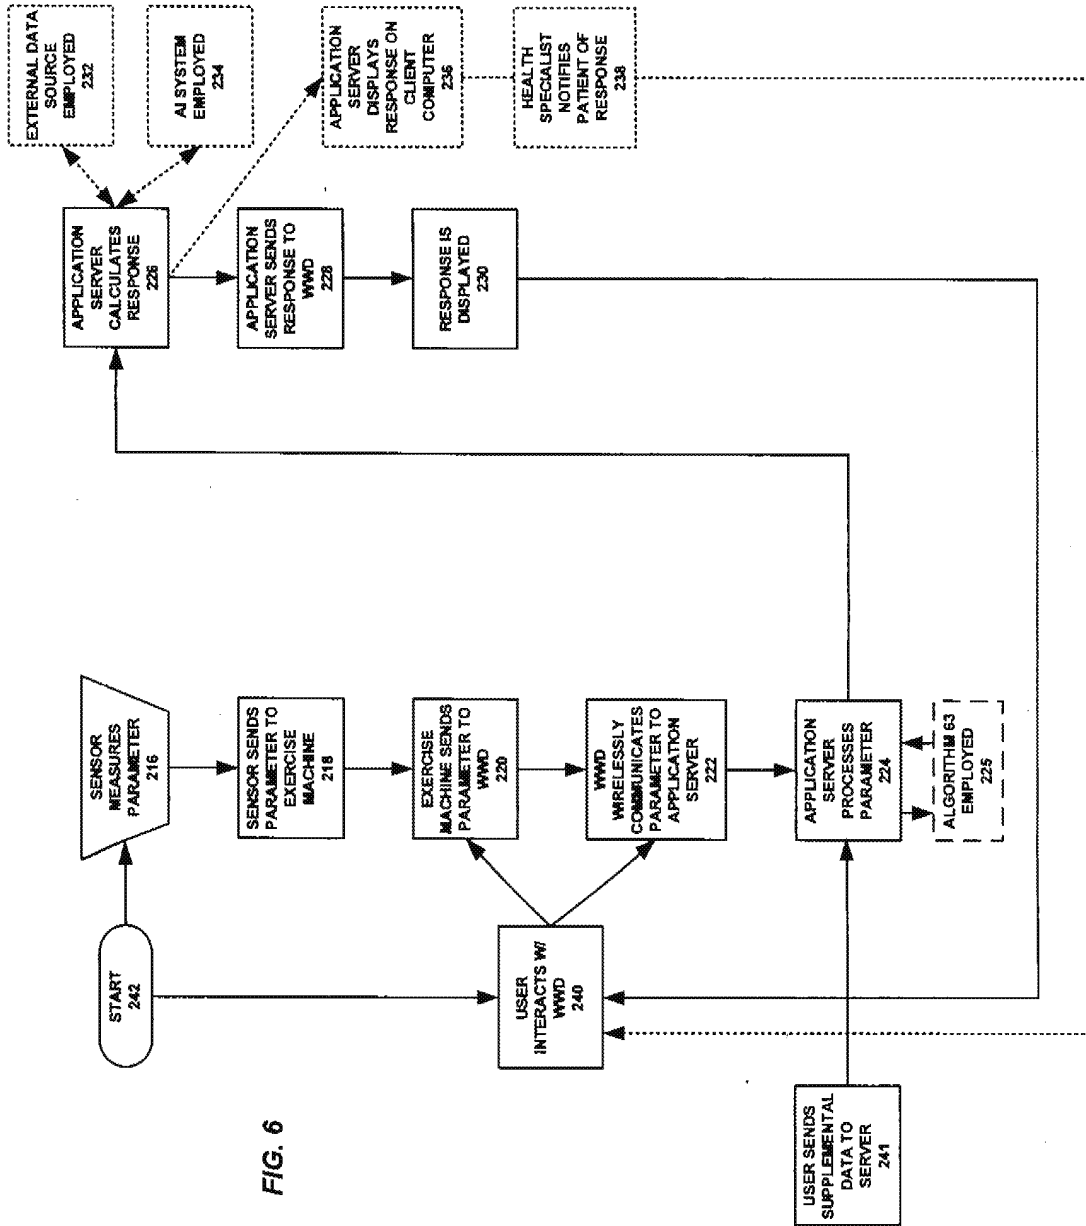 FIG. 6
START
242
SENSOR
MEASURES
PARAMETER
216
SENSOR SENDS
PARAMETER TO
EXERCISE
MACHINE
218
EXERCISE
MACHINE SENDS
PARAMETER TO
WWD
220
WWD
WIRELESSLY
COMMUNICATES
PARAMETER TO
APPLICATION
SERVER
222
APPLICATION
SERVER
PROCESSES
PARAMETER
224
ALGORITHM 63
EMPLOYED
225
USER
INTERACTS W/
WWD
240
USER SENDS
SUPPLEMENTAL
DATA TO
SERVER
241
APPLICATION
SERVER
CALCULATES
RESPONSE
226
APPLICATION
SERVER SENDS
RESPONSE TO
WWD
228
RESPONSE IS
DISPLAYED
230
EXTERNAL DATA
SOURCE
EMPLOYED
232
AI SYSTEM
EMPLOYED
234
APPLICATION
SERVER
DISPLAYS
RESPONSE ON
CLIENT
COMPUTER
236
HEALTH
SPECIALIST
NOTIFIES
PATIENT OF
RESPONSE
238